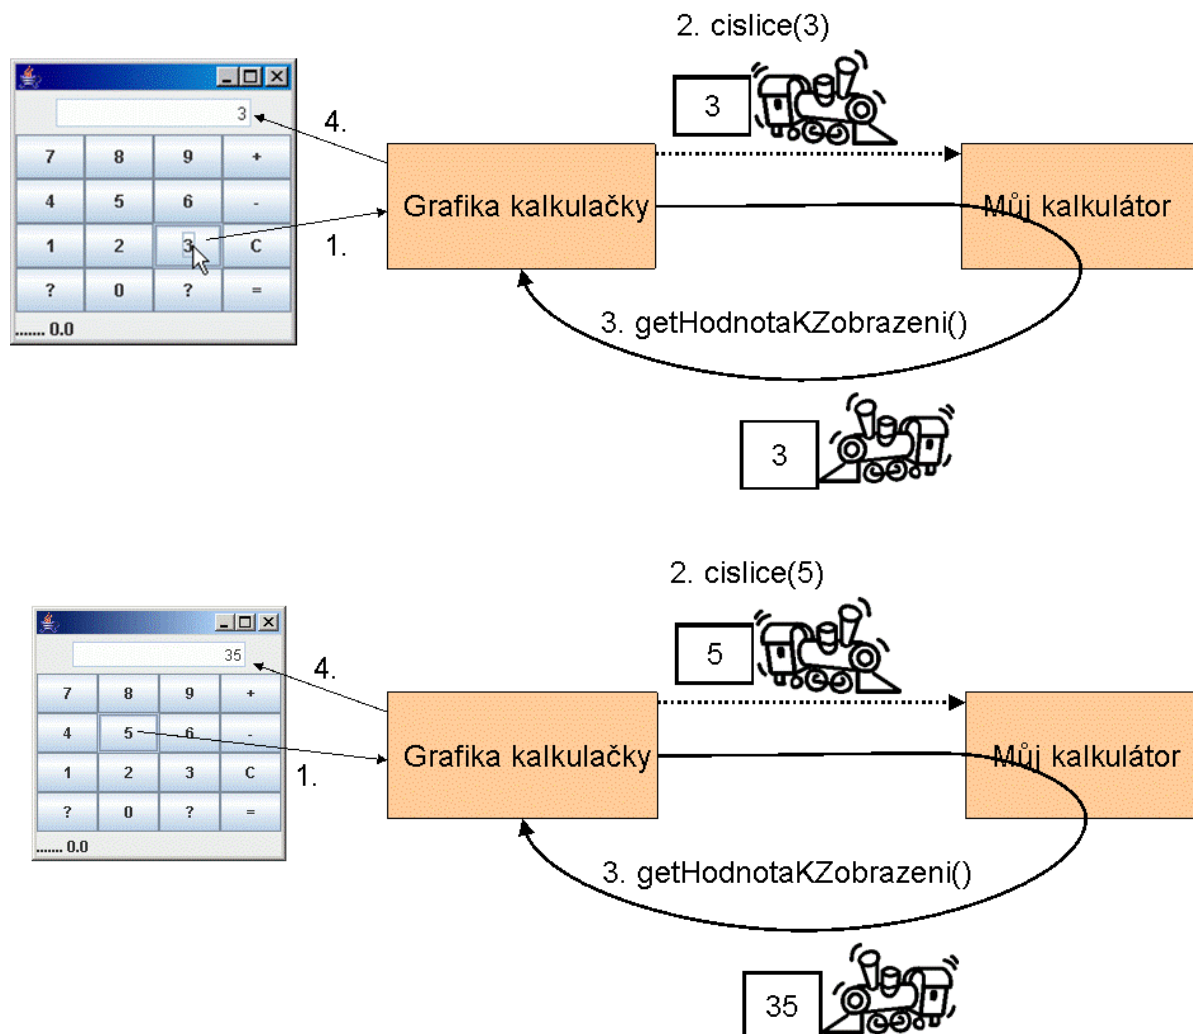 2. cislice(3)
3
3
4.
7 8 9 +
4 5 6 -
1 2 3 C
? 0 ?  =
....... 0.0
1.
Grafika kalkulačky
Můj kalkulátor
3. getHodnotaKZobrazeni()
3
2. cislice(5)
5
35
4.
7 8 9 +
4 5 6 -
1 2 3 C
? 0 ? =
....... 0.0
1.
Grafika kalkulačky
Můj kalkulátor
3. getHodnotaKZobrazeni()
35